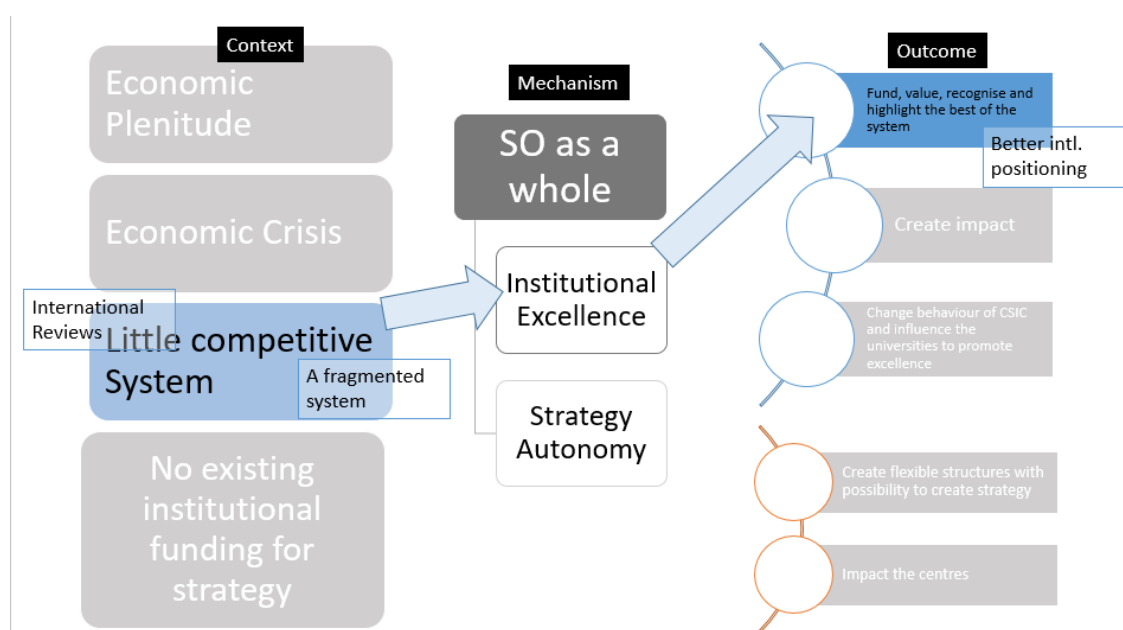 Context
Economic
Plenitude
Economic Crisis
International
Reviews
Little competitive
System
A fragmented
system
No existing
institutional
funding for
strategy
Mechanism
SO as a
whole
Institutional
Excellence
Strategy
Autonomy
Outcome
Fund, value, recognise and
highlight the best of the
system
Better intl.
positioning
Create impact
Change behaviour of CSIC
and influence the
universities to promote
excellence
Create flexible structures with
possibility to create strategy
Impact the centres